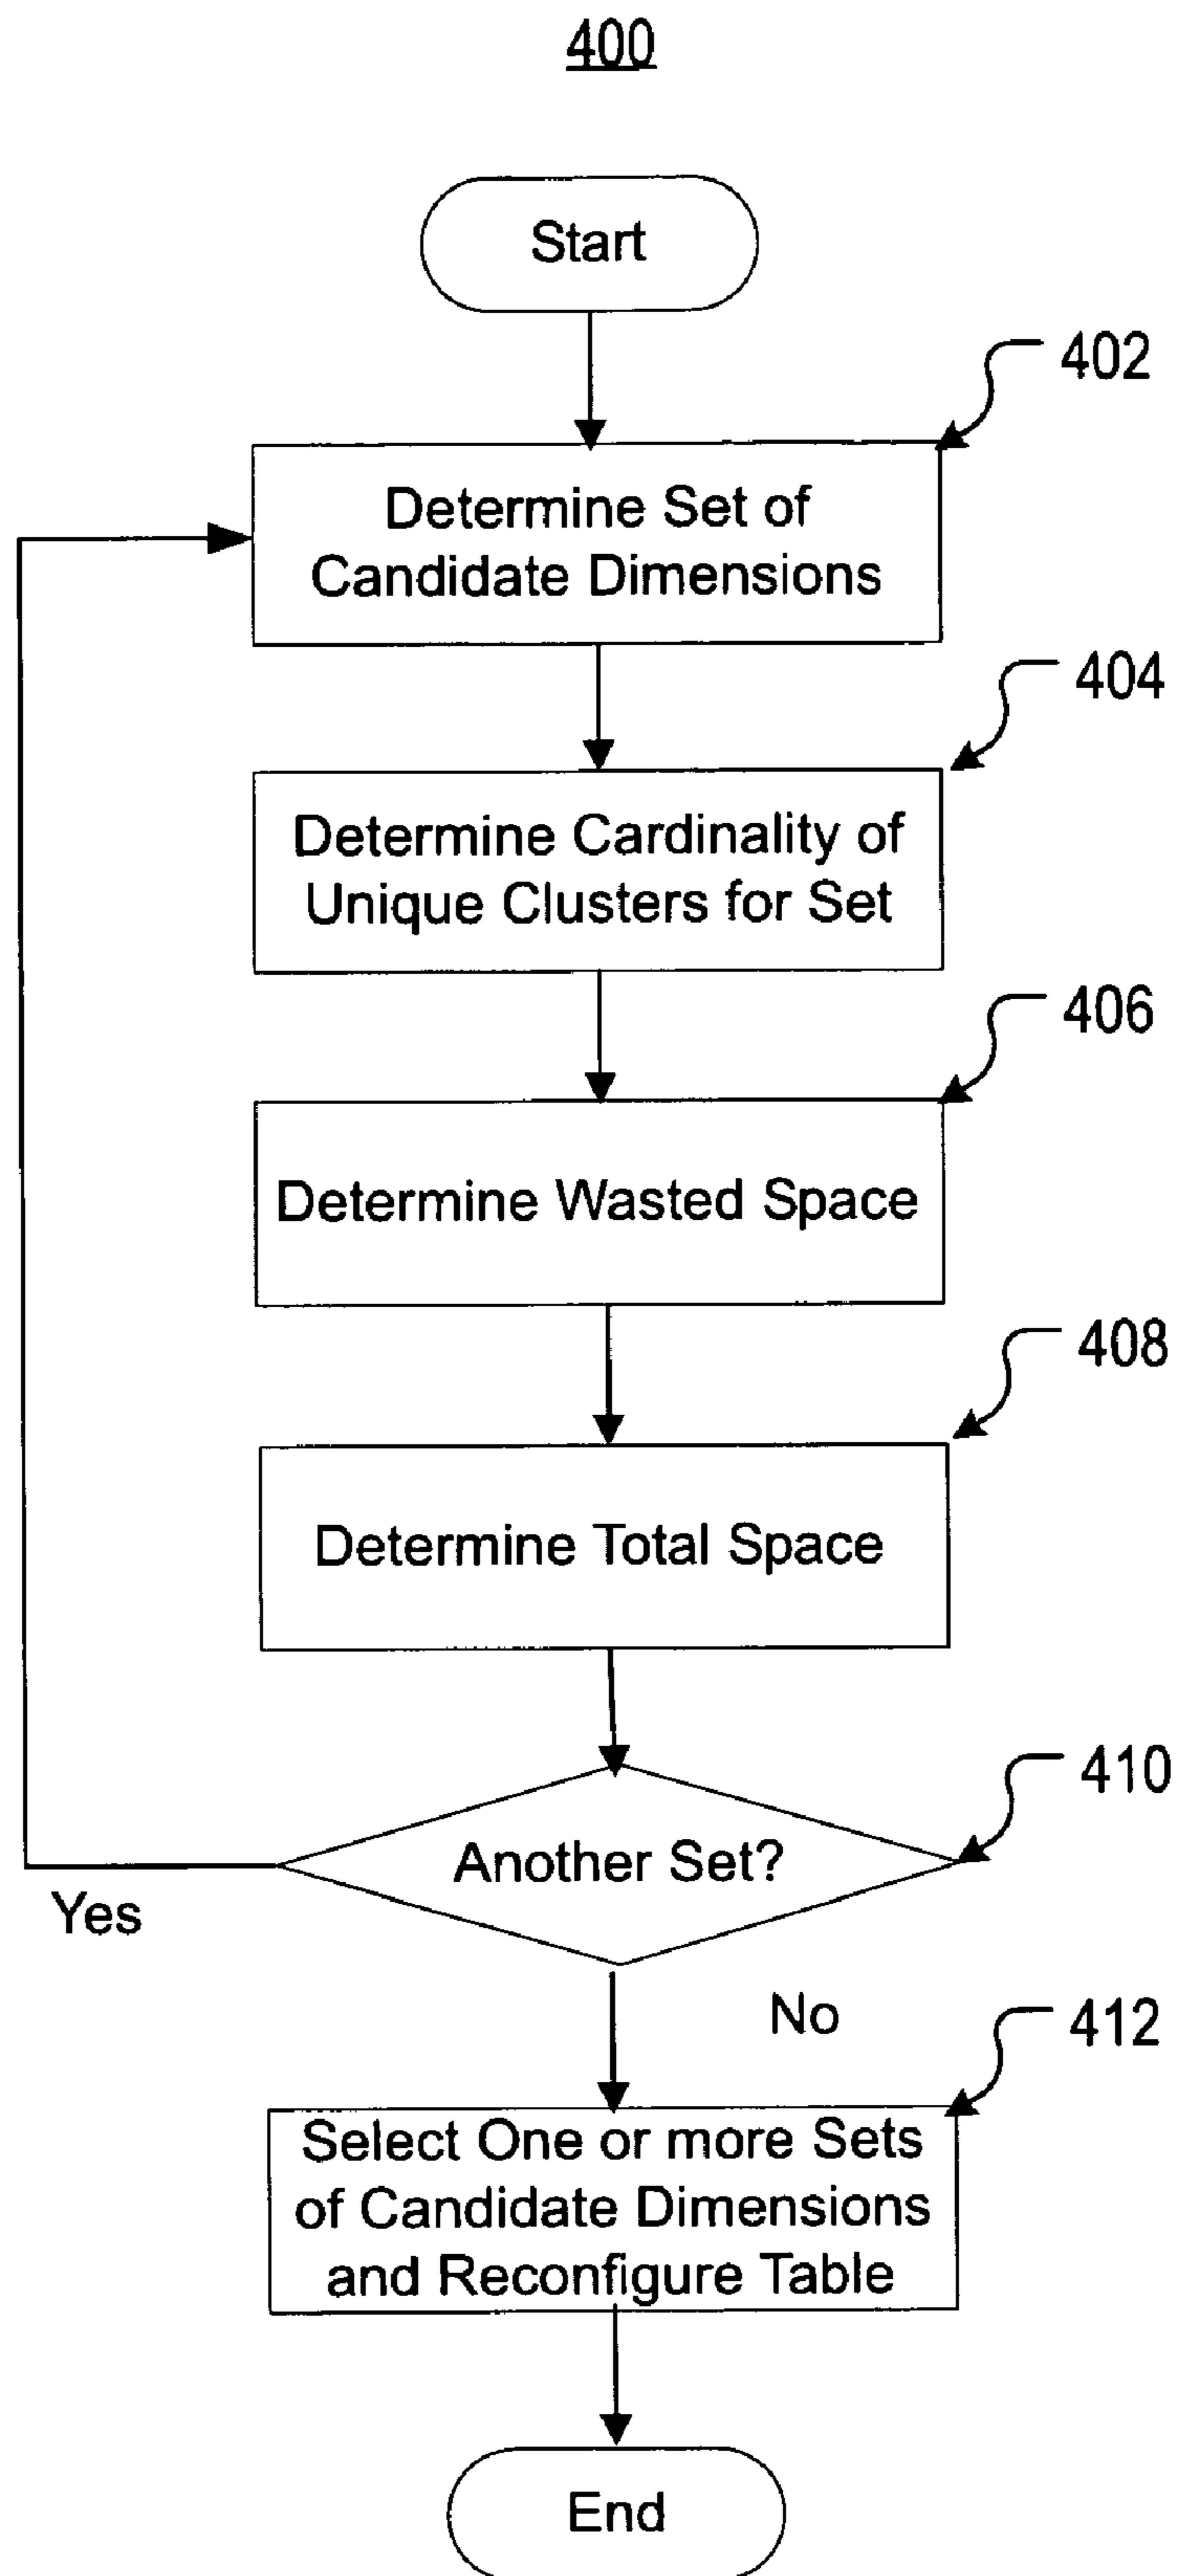 400
Start
402
Determine Set of
Candidate Dimensions
404
Determine Cardinality of
Unique Clusters for Set
406
Determine Wasted Space
408
Determine Total Space
410
Another Set?
Yes
No
412
Select One or more Sets
of Candidate Dimensions
and Reconfigure Table
End